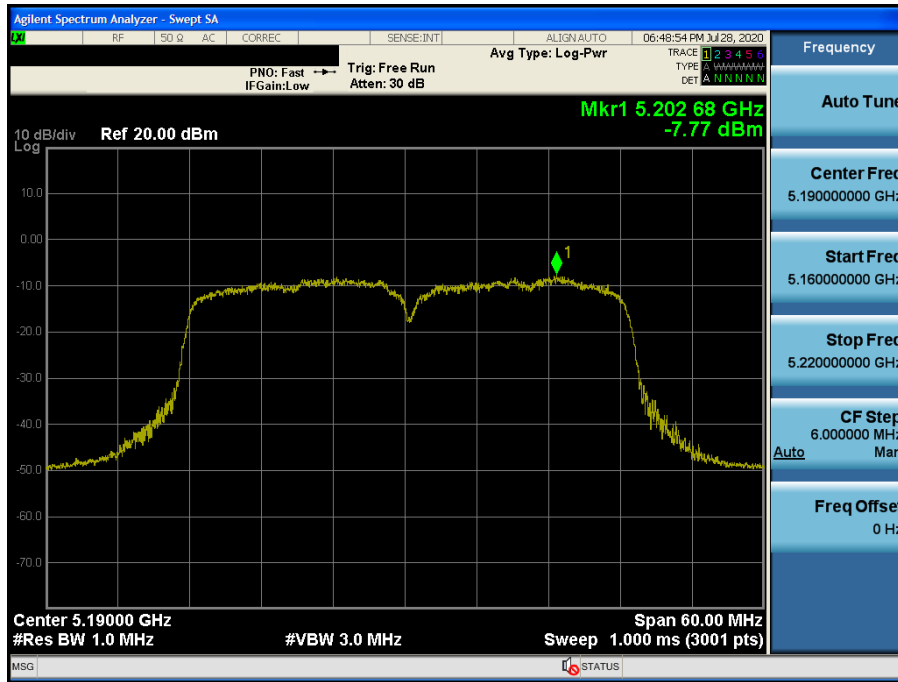 Agilent Spectrum Analyzer - Swept SA
LXI RF 50 Ω AC CORREC SENSE:INT ALIGN AUTO 06:48:54 PM Jul 28, 2020
Avg Type: Log-Pwr
TRACE 1 2 3 4 5 6
TYPE A WWWWW
DET A N N N N N
PNO: Fast
IFGain:Low
Trig: Free Run
Atten: 30 dB
Mkr1 5.202 68 GHz
-7.77 dBm
10 dB/div Ref 20.00 dBm
Log
10.0
0.00
-10.0
-20.0
-30.0
-40.0
-50.0
-60.0
-70.0
1
Center 5.19000 GHz Span 60.00 MHz
#Res BW 1.0 MHz #VBW 3.0 MHz Sweep 1.000 ms (3001 pts)
MSG STATUS
Frequency
Auto Tune
Center Freq
5.190000000 GHz
Start Freq
5.160000000 GHz
Stop Freq
5.220000000 GHz
CF Step
6.000000 MHz
Auto Man
Freq Offset
0 Hz